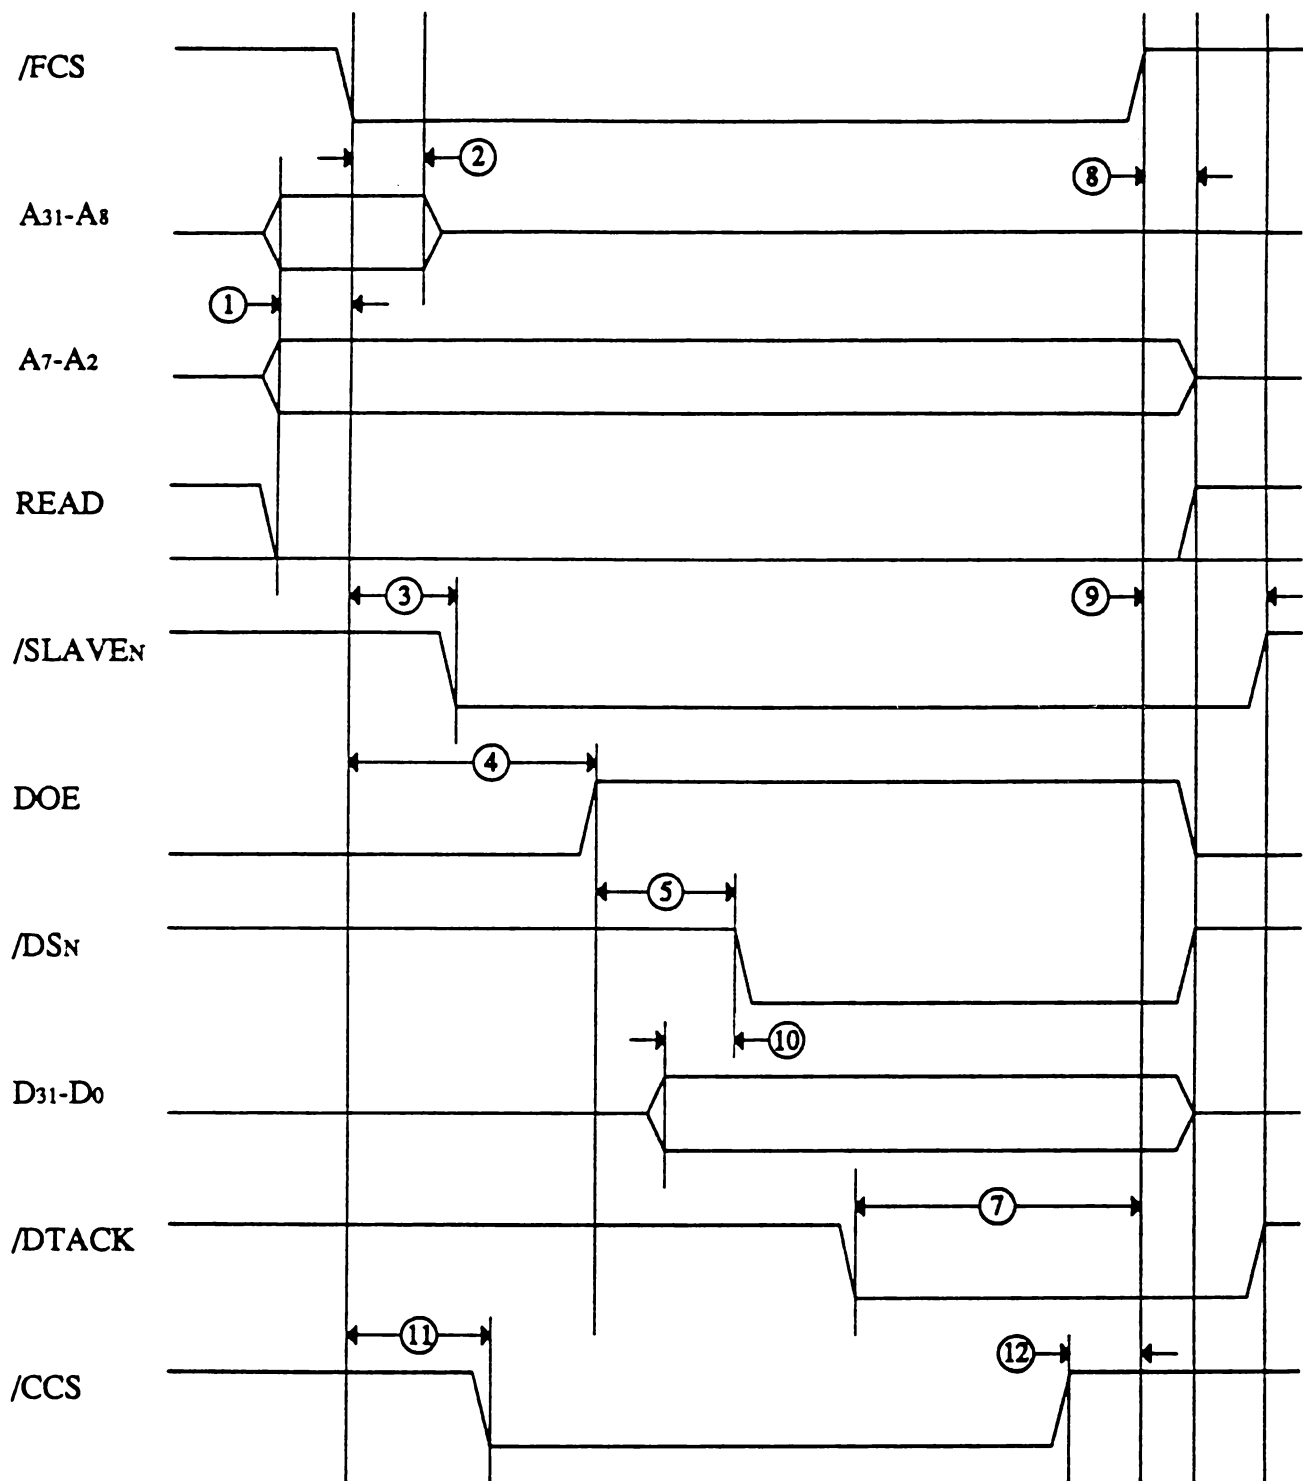 /FCS
②
⑧
A31-A8
①
A7-A2
READ
③
⑨
/SLAVEN
④
DOE
⑤
/DSN
⑩
D31-D0
⑦
/DTACK
⑪
⑫
/CCS